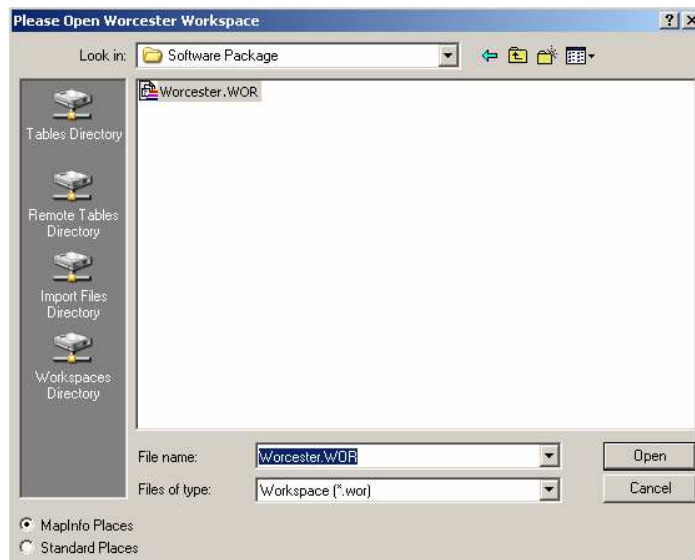 Please Open Worcester Workspace
Look in:
Software Package
Worcester.WOR
Tables Directory
Remote Tables
Directory
Import Files
Directory
Workspaces
Directory
File name:
Worcester.WOR
Open
Files of type:
Workspace (*.wor)
Cancel
MapInfo Places
Standard Places